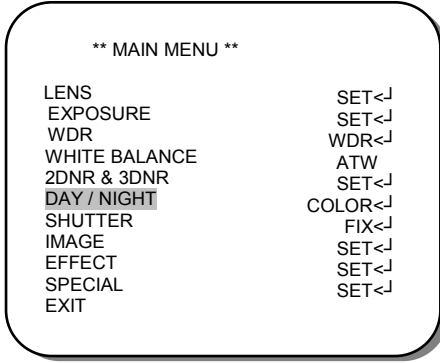 ** MAIN MENU **
LENS SET<┘
EXPOSURE SET<┘
WDR WDR<┘
WHITE BALANCE ATW
2DNR & 3DNR SET<┘
DAY / NIGHT COLOR<┘
SHUTTER FIX<┘
IMAGE SET<┘
EFFECT SET<┘
SPECIAL SET<┘
EXIT